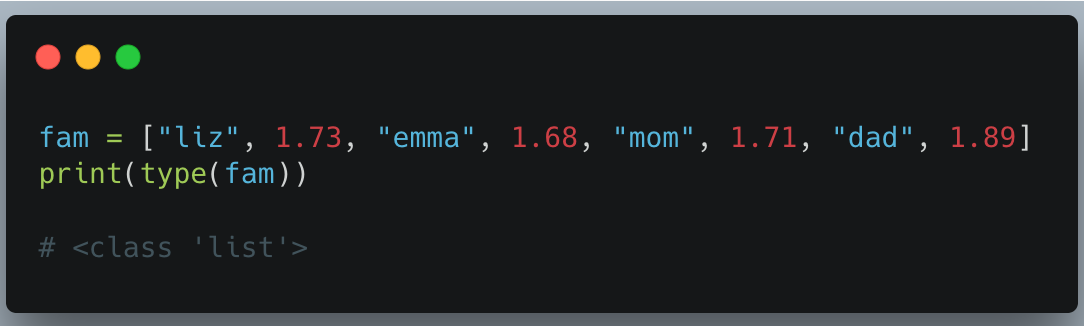 fam = ["liz", 1.73, "emma", 1.68, "mom", 1.71, "dad", 1.89]
print(type(fam))
# <class 'list'>